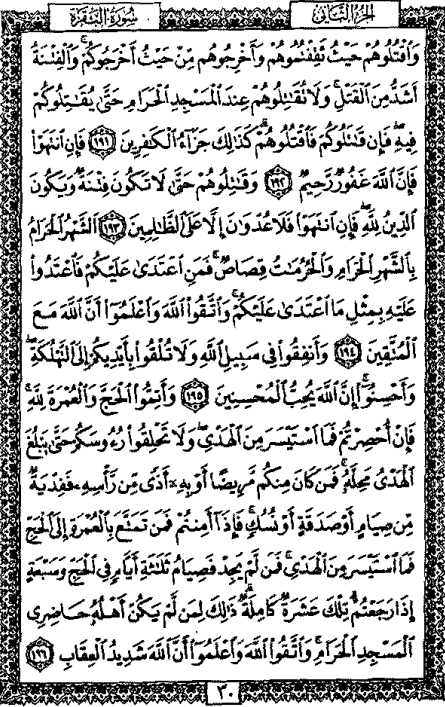 الجزء الثاني
سورة البقرة
وَاقْتُلُوهُمْ حَيْثُ ثَقِفْتُمُوهُمْ وَأَخْرِجُوهُم مِّنْ حَيْثُ أَخْرَجُوكُمْ ۚ وَالْفِتْنَةُ
أَشَدُّ مِنَ الْقَتْلِ ۚ وَلَا تُقَاتِلُوهُمْ عِندَ الْمَسْجِدِ الْحَرَامِ حَتَّىٰ يُقَاتِلُوكُمْ
فِيهِ ۖ فَإِن قَاتَلُوكُمْ فَاقْتُلُوهُمْ ۗ كَذَٰلِكَ جَزَاءُ الْكَافِرِينَ ﴿١٩١﴾ فَإِنِ انتَهَوْا
فَإِنَّ اللَّهَ غَفُورٌ رَّحِيمٌ ﴿١٩٢﴾ وَقَاتِلُوهُمْ حَتَّىٰ لَا تَكُونَ فِتْنَةٌ وَيَكُونَ
الدِّينُ لِلَّهِ ۖ فَإِنِ انتَهَوْا فَلَا عُدْوَانَ إِلَّا عَلَى الظَّالِمِينَ ﴿١٩٣﴾ الشَّهْرُ الْحَرَامُ
بِالشَّهْرِ الْحَرَامِ وَالْحُرُمَاتُ قِصَاصٌ ۚ فَمَنِ اعْتَدَىٰ عَلَيْكُمْ فَاعْتَدُوا
عَلَيْهِ بِمِثْلِ مَا اعْتَدَىٰ عَلَيْكُمْ ۚ وَاتَّقُوا اللَّهَ وَاعْلَمُوا أَنَّ اللَّهَ مَعَ
الْمُتَّقِينَ ﴿١٩٤﴾ وَأَنفِقُوا فِي سَبِيلِ اللَّهِ وَلَا تُلْقُوا بِأَيْدِيكُمْ إِلَى التَّهْلُكَةِ ۛ
وَأَحْسِنُوا ۛ إِنَّ اللَّهَ يُحِبُّ الْمُحْسِنِينَ ﴿١٩٥﴾ وَأَتِمُّوا الْحَجَّ وَالْعُمْرَةَ لِلَّهِ ۚ
فَإِنْ أُحْصِرْتُمْ فَمَا اسْتَيْسَرَ مِنَ الْهَدْيِ ۖ وَلَا تَحْلِقُوا رُءُوسَكُمْ حَتَّىٰ يَبْلُغَ
الْهَدْيُ مَحِلَّهُ ۚ فَمَن كَانَ مِنكُم مَّرِيضًا أَوْ بِهِ أَذًى مِّن رَّأْسِهِ فَفِدْيَةٌ
مِّن صِيَامٍ أَوْ صَدَقَةٍ أَوْ نُسُكٍ ۚ فَإِذَا أَمِنتُمْ فَمَن تَمَتَّعَ بِالْعُمْرَةِ إِلَى الْحَجِّ
فَمَا اسْتَيْسَرَ مِنَ الْهَدْيِ ۚ فَمَن لَّمْ يَجِدْ فَصِيَامُ ثَلَاثَةِ أَيَّامٍ فِي الْحَجِّ وَسَبْعَةٍ
إِذَا رَجَعْتُمْ ۗ تِلْكَ عَشَرَةٌ كَامِلَةٌ ۗ ذَٰلِكَ لِمَن لَّمْ يَكُنْ أَهْلُهُ حَاضِرِي
الْمَسْجِدِ الْحَرَامِ ۚ وَاتَّقُوا اللَّهَ وَاعْلَمُوا أَنَّ اللَّهَ شَدِيدُ الْعِقَابِ ﴿١٩٦﴾
٣٠